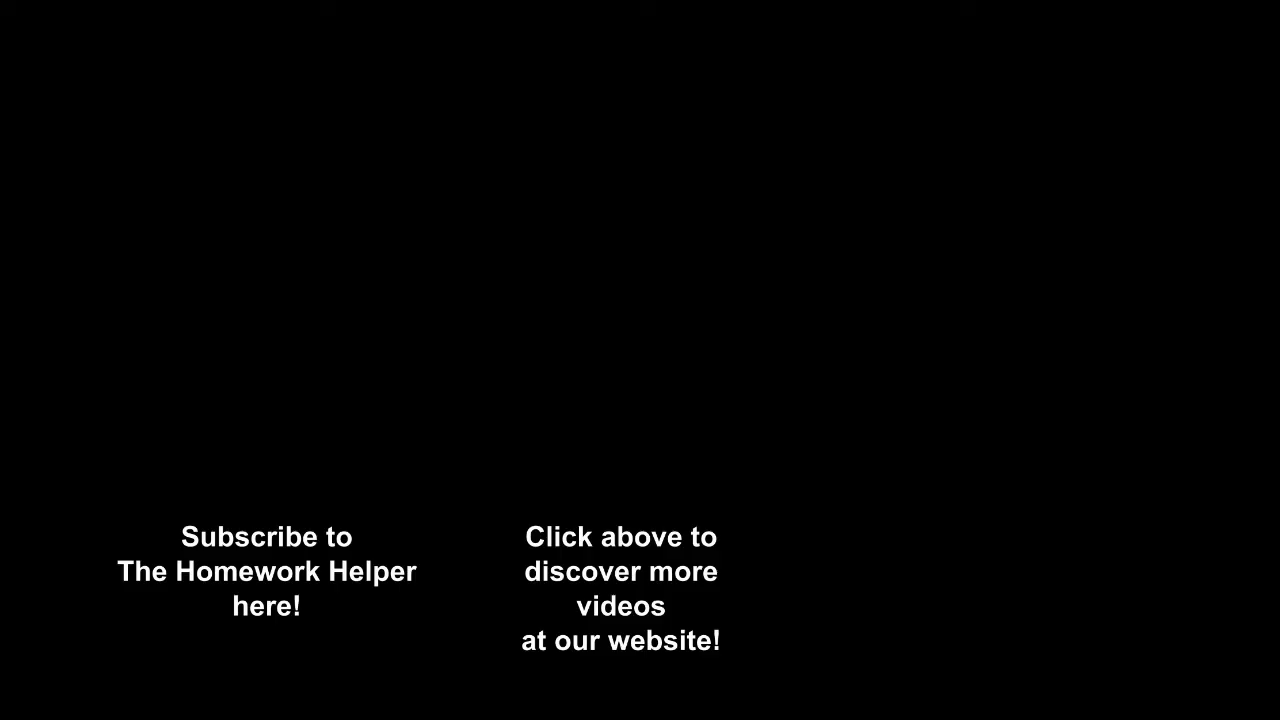 Subscribe to
The Homework Helper
here!
Click above to
discover more
videos
at our website!